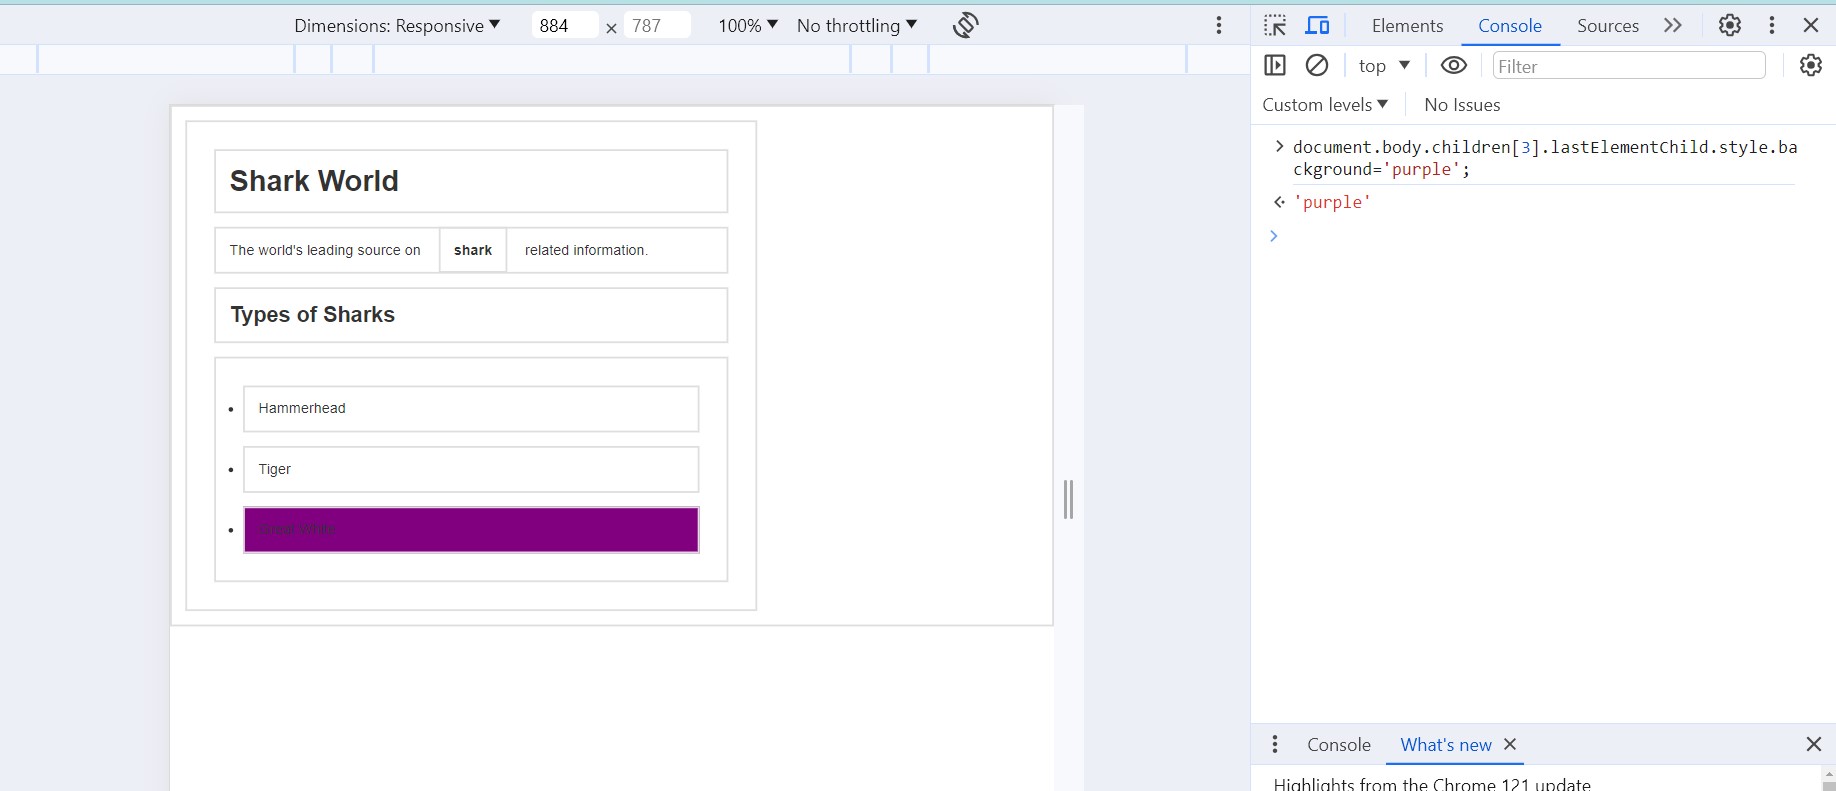 Dimensions: Responsive ▼ 884 × 787 100% ▼ No throttling ▼
Elements Console Sources
top ▼ Filter
Custom levels ▼ No Issues
> document.body.children[3].lastElementChild.style.ba
ckground='purple';
'purple'
>
Shark World
The world's leading source on shark related information.
Types of Sharks
• Hammerhead
• Tiger
• Great White
Console What's new
Highlights from the Chrome 121 update